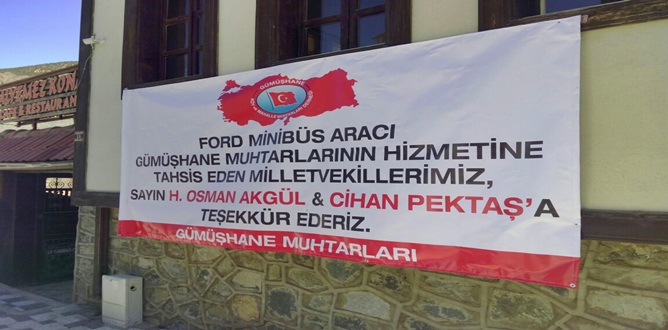 GÜMÜŞHANE
FORD MİNİBÜS ARACI
GÜMÜŞHANE MUHTARLARININ HİZMETİNE
TAHSİS EDEN MİLLETVEKİLLERİMİZ,
SAYIN H. OSMAN AKGÜL & CİHAN PEKTAŞ'A
TEŞEKKÜR EDERİZ.
GÜMÜŞHANE MUHTARLARI
& RESTAURAN